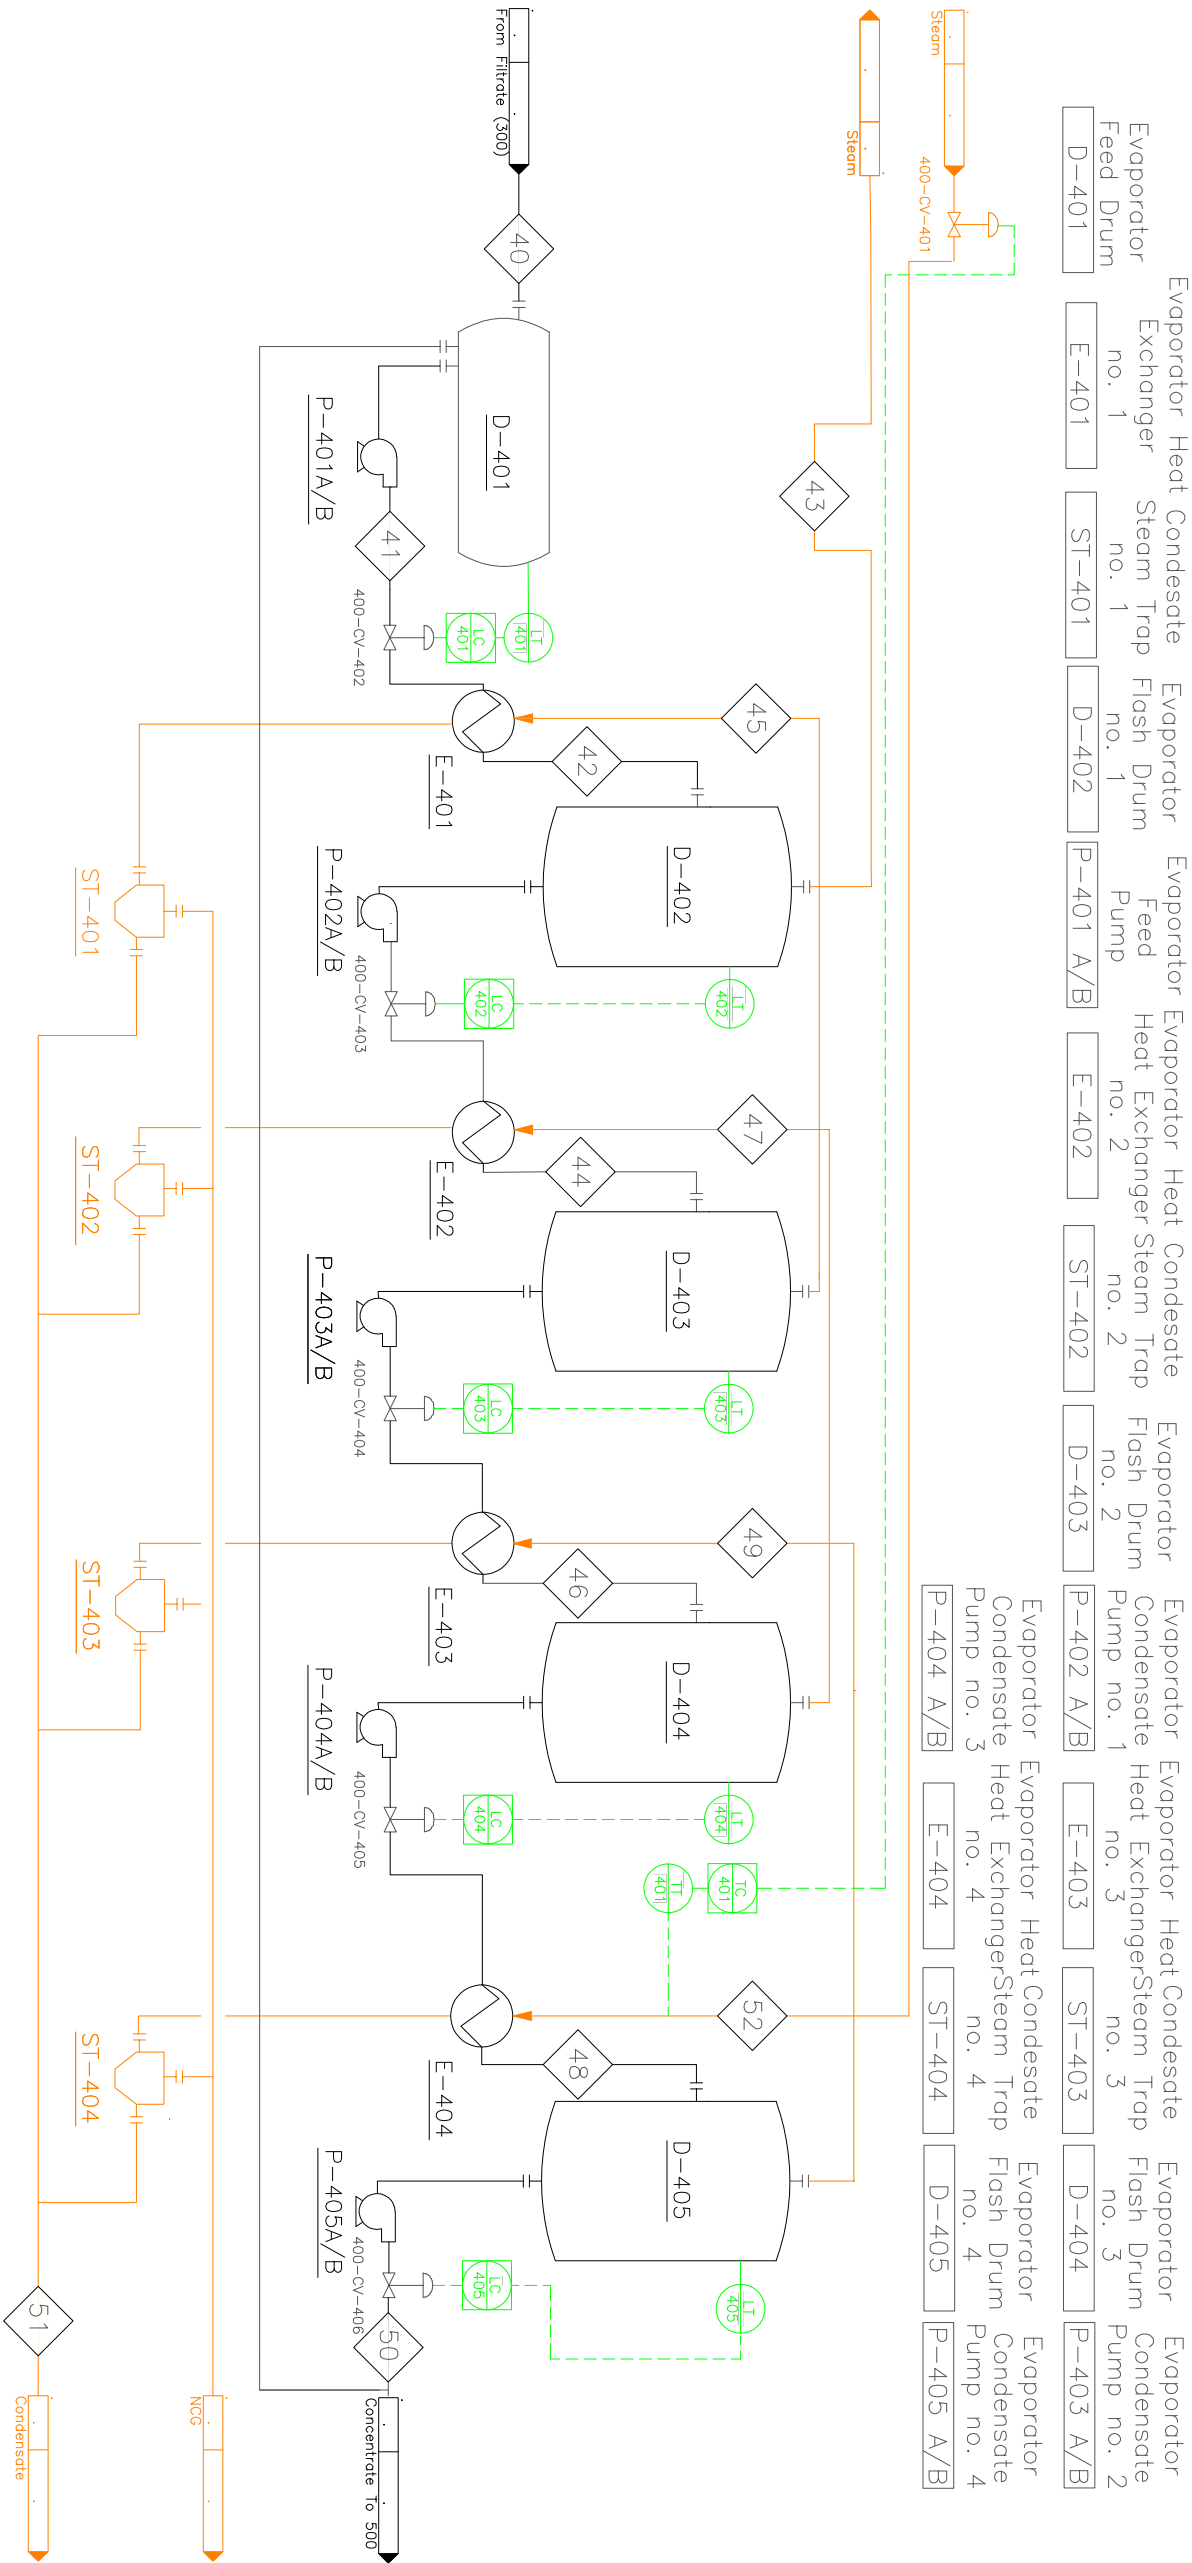 Evaporator
Feed Drum
D-401
Evaporator Heat
Exchanger
no. 1
E-401
Condesate
Steam Trap
no. 1
ST-401
Evaporator
Flash Drum
no. 1
D-402
Evaporator
Feed
Pump
P-401 A/B
Evaporator
Heat Exchanger
no. 2
E-402
Heat Condesate
Steam Trap
no. 2
ST-402
Evaporator
Flash Drum
no. 2
D-403
Evaporator
Condensate
Pump no. 1
P-402 A/B
Evaporator
Heat Exchanger
no. 3
E-403
Heat Condesate
Steam Trap
no. 3
ST-403
Evaporator
Flash Drum
no. 3
D-404
Evaporator
Condensate
Pump no. 2
P-403 A/B
Evaporator
Condensate
Pump no. 3
P-404 A/B
Evaporator
Heat Exchanger
no. 4
E-404
Heat Condesate
Steam Trap
no. 4
ST-404
Evaporator
Flash Drum
no. 4
D-405
Evaporator
Condensate
Pump no. 4
P-405 A/B
Steam
400-CV-401
Steam
43
45
47
49
52
TC
401
TT
401
From Filtrate (300)
40
D-401
LT
401
LC
401
P-401A/B
41
400-CV-402
E-401
42
D-402
LT
402
LC
402
P-402A/B
400-CV-403
E-402
44
D-403
LT
403
LC
403
P-403A/B
400-CV-404
E-403
46
D-404
LT
404
LC
404
P-404A/B
400-CV-405
E-404
48
D-405
LT
405
LC
405
P-405A/B
400-CV-406
50
Concentrate To 500
ST-401
ST-402
ST-403
ST-404
NCG
51
Condensate